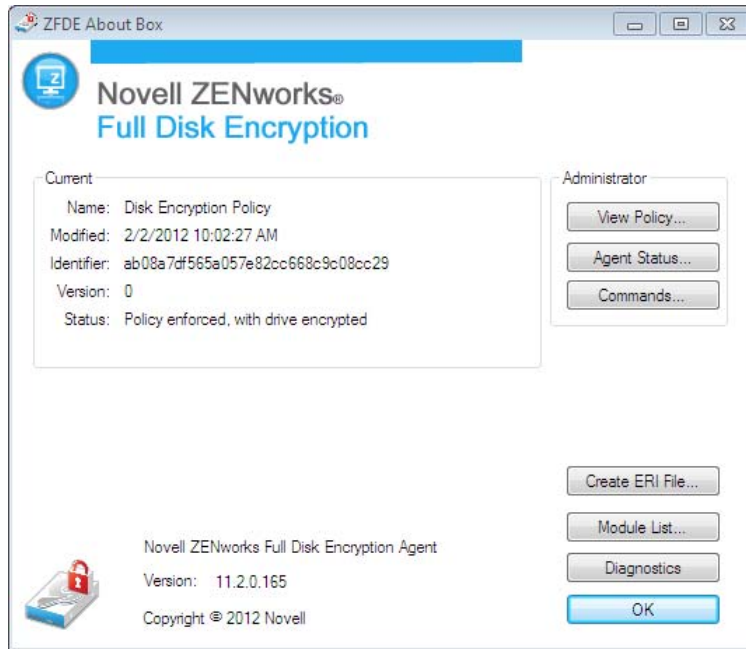 ZFDE About Box
Novell ZENworks®
Full Disk Encryption
Current
Name: Disk Encryption Policy
Modified: 2/2/2012 10:02:27 AM
Identifier: ab08a7df565a057e82cc668c9c08cc29
Version: 0
Status: Policy enforced, with drive encrypted
Administrator
View Policy...
Agent Status...
Commands...
Create ERI File...
Module List...
Diagnostics
OK
Novell ZENworks Full Disk Encryption Agent
Version: 11.2.0.165
Copyright © 2012 Novell